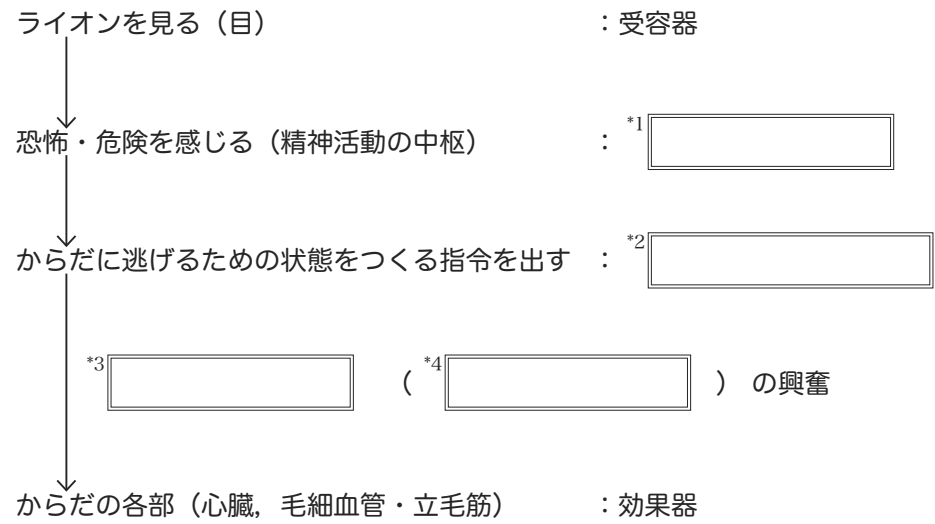 ライオンを見る（目）　：受容器
恐怖・危険を感じる（精神活動の中枢）　： *1
からだに逃げるための状態をつくる指令を出す　： *2
*3 （ *4 ） の興奮
からだの各部（心臓，毛細血管・立毛筋）　：効果器